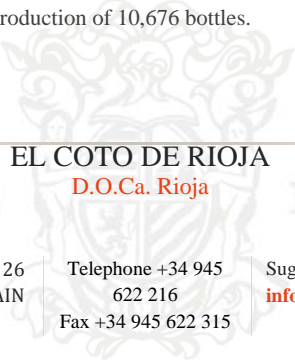 roduction of 10,676 bottles.
EL COTO DE RIOJA
D.O.Ca. Rioja
26
AIN
Telephone +34 945
622 216
Fax +34 945 622 315
Sug
info